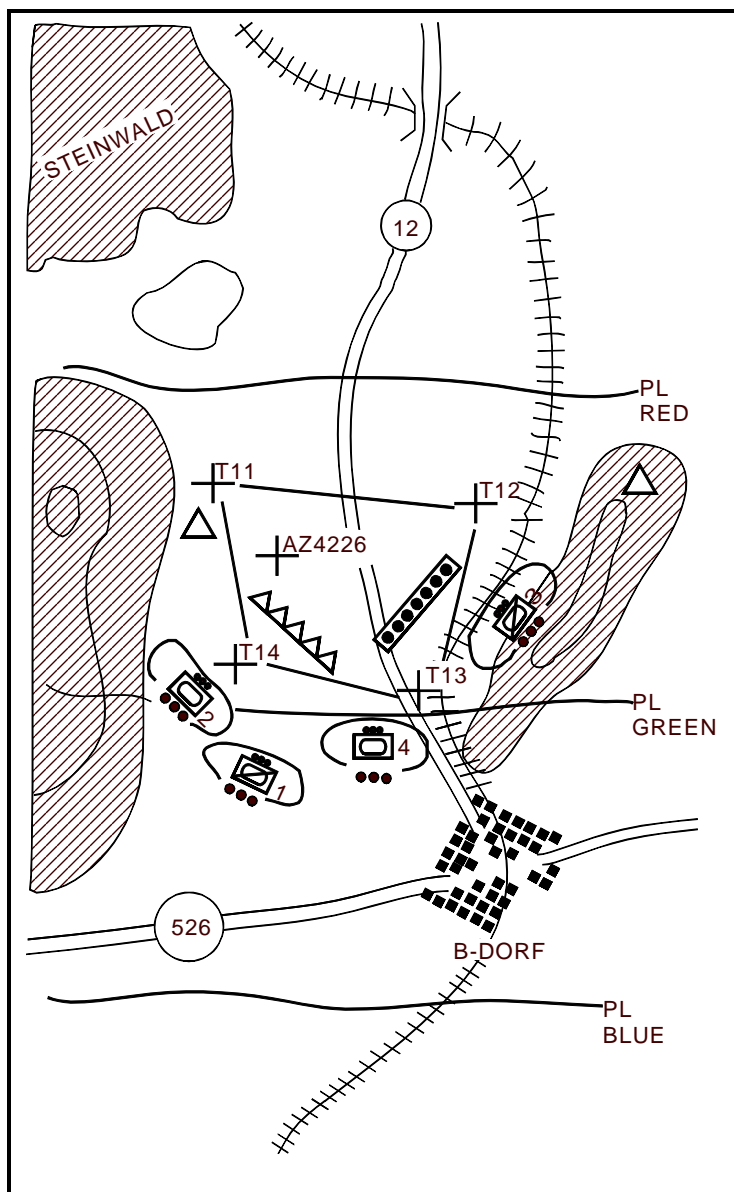 STEINWALD
12
PL
RED
T11
T12
AZ4226
3
T14
T13
2
PL
GREEN
4
1
526
B-DORF
PL
BLUE